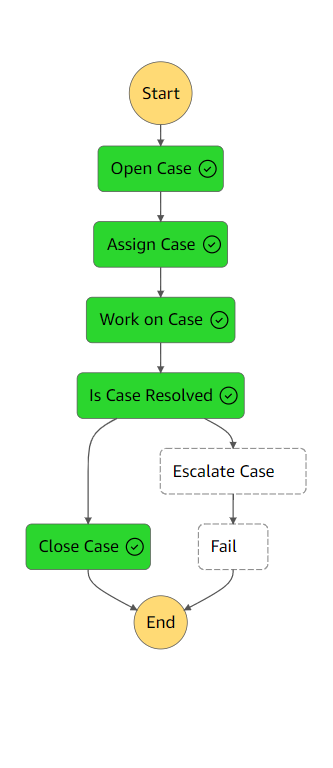 Start
Open Case
Assign Case
Work on Case
Is Case Resolved
Escalate Case
Close Case
Fail
End